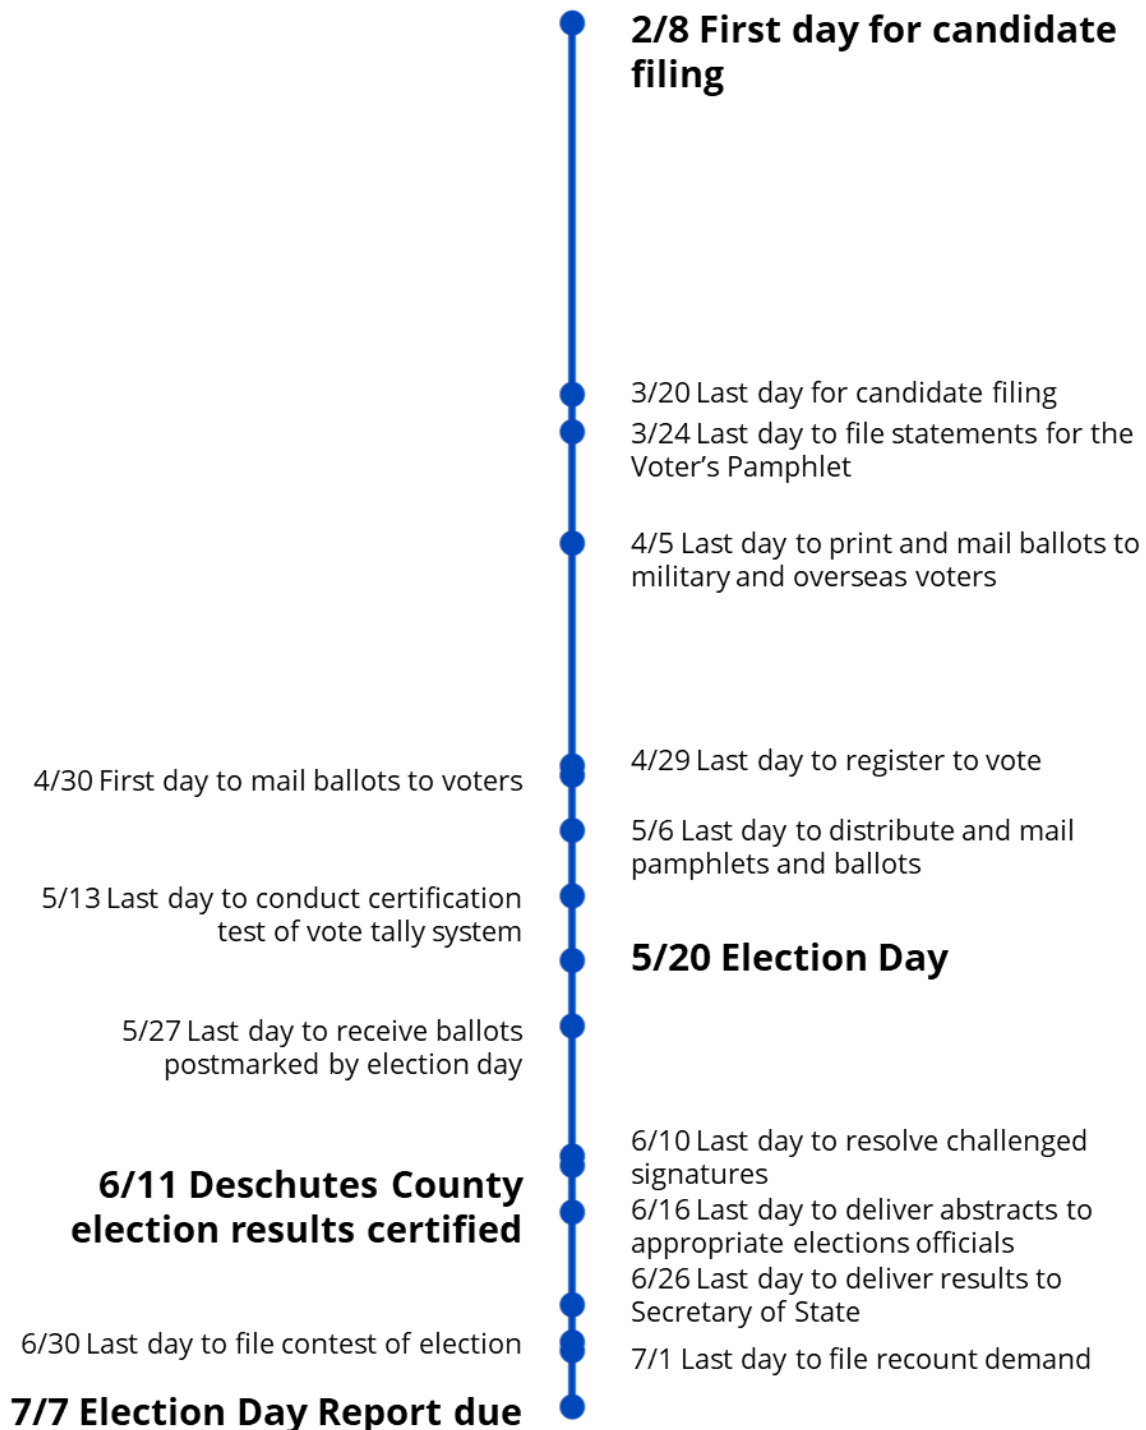 2/8 First day for candidate
filing
3/20 Last day for candidate filing
3/24 Last day to file statements for the
Voter’s Pamphlet
4/5 Last day to print and mail ballots to
military and overseas voters
4/29 Last day to register to vote
4/30 First day to mail ballots to voters
5/6 Last day to distribute and mail
pamphlets and ballots
5/13 Last day to conduct certification
test of vote tally system
5/20 Election Day
5/27 Last day to receive ballots
postmarked by election day
6/10 Last day to resolve challenged
signatures
6/11 Deschutes County
election results certified
6/16 Last day to deliver abstracts to
appropriate elections officials
6/26 Last day to deliver results to
Secretary of State
6/30 Last day to file contest of election
7/1 Last day to file recount demand
7/7 Election Day Report due